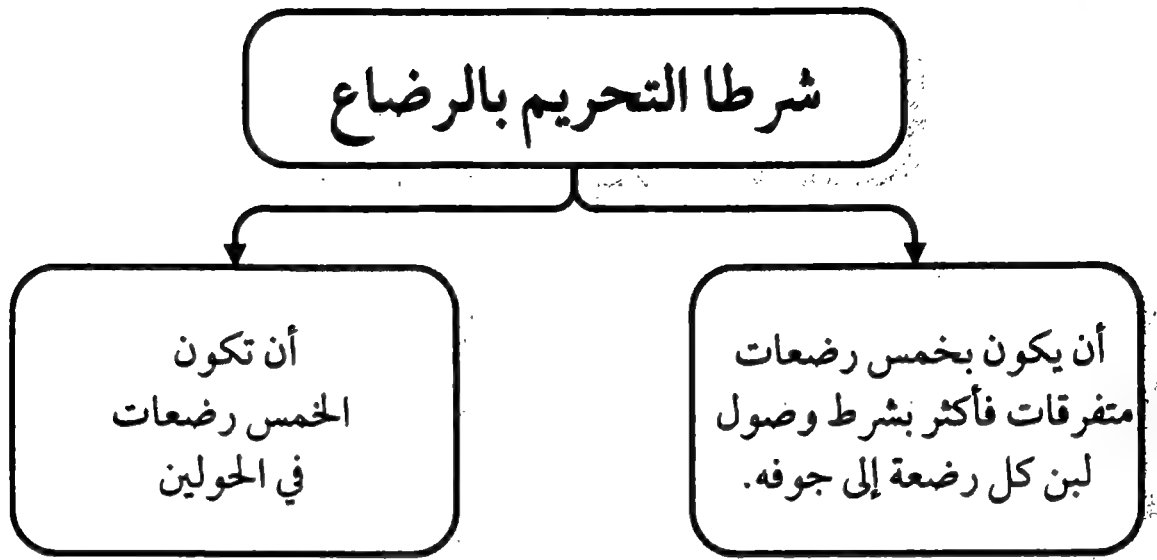 شرطا التحريم بالرضاع
أن يكون بخمس رضعات
متفرقات فأكثر بشرط وصول
لبن كل رضعة إلى جوفه.
أن تكون
الخمس رضعات
في الحولين